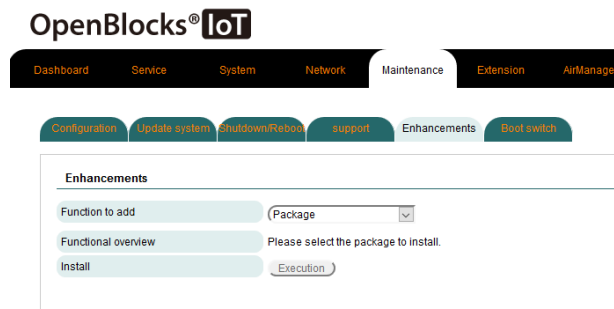 OpenBlocks® IoT
Dashboard Service System Network Maintenance Extension AirManage
Configuration Update system Shutdown/Reboot support Enhancements Boot switch
Enhancements
Function to add Package
Functional overview Please select the package to install.
Install Execution